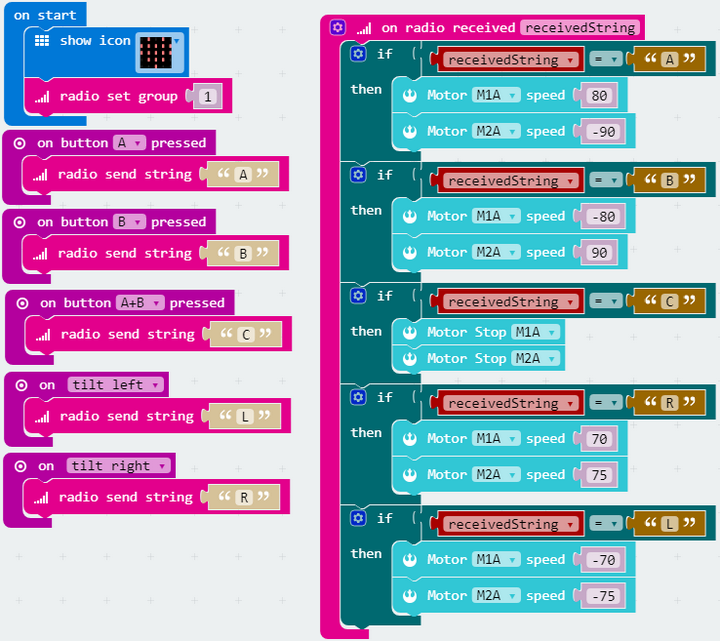 on start
show icon
radio set group 1
on button A pressed
radio send string “ A ”
on button B pressed
radio send string “ B ”
on button A+B pressed
radio send string “ C ”
on tilt left
radio send string “ L ”
on tilt right
radio send string “ R ”
on radio received receivedString
if receivedString = “ A ”
then Motor M1A speed 80
Motor M2A speed -90
if receivedString = “ B ”
then Motor M1A speed -80
Motor M2A speed 90
if receivedString = “ C ”
then Motor Stop M1A
Motor Stop M2A
if receivedString = “ R ”
then Motor M1A speed 70
Motor M2A speed 75
if receivedString = “ L ”
then Motor M1A speed -70
Motor M2A speed -75